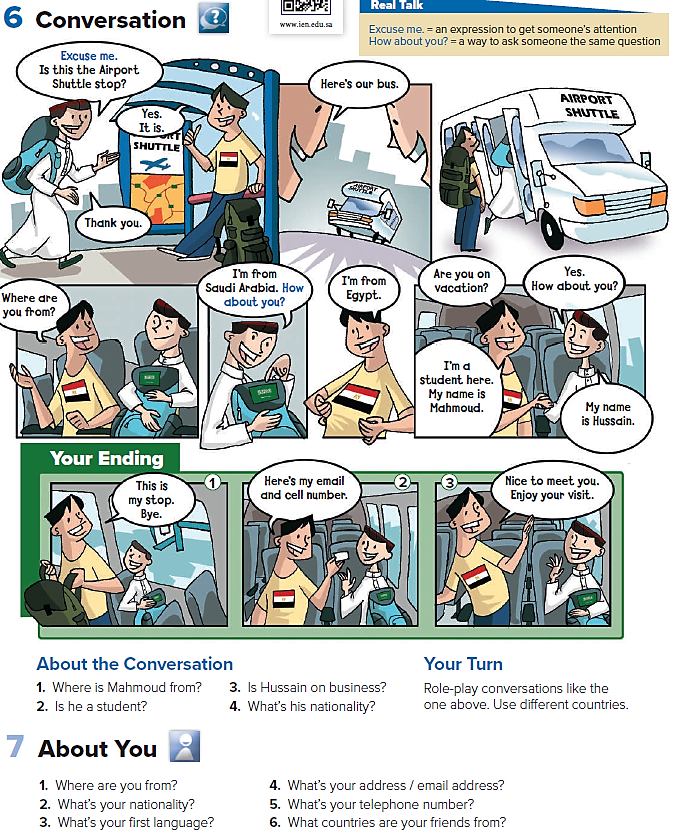 6 Conversation
www.ien.edu.sa
Real Talk
Excuse me. = an expression to get someone's attention
How about you? = a way to ask someone the same question
Excuse me.
Is this the Airport
Shuttle stop?
Yes.
It is.
SHUTTLE
Thank you.
Here's our bus.
AIRPORT
SHUTTLE
AIRPORT
SHUTTLE
Where are
you from?
I'm from
Saudi Arabia. How
about you?
I'm from
Egypt.
Are you on
vacation?
Yes.
How about you?
I'm a
student here.
My name is
Mahmoud.
My name
is Hussain.
Your Ending
This is
my stop.
Bye.
1
Here's my email
and cell number.
2
3
Nice to meet you.
Enjoy your visit.
About the Conversation
1. Where is Mahmoud from?
2. Is he a student?
3. Is Hussain on business?
4. What's his nationality?
Your Turn
Role-play conversations like the
one above. Use different countries.
7 About You
1. Where are you from?
2. What's your nationality?
3. What's your first language?
4. What's your address / email address?
5. What's your telephone number?
6. What countries are your friends from?